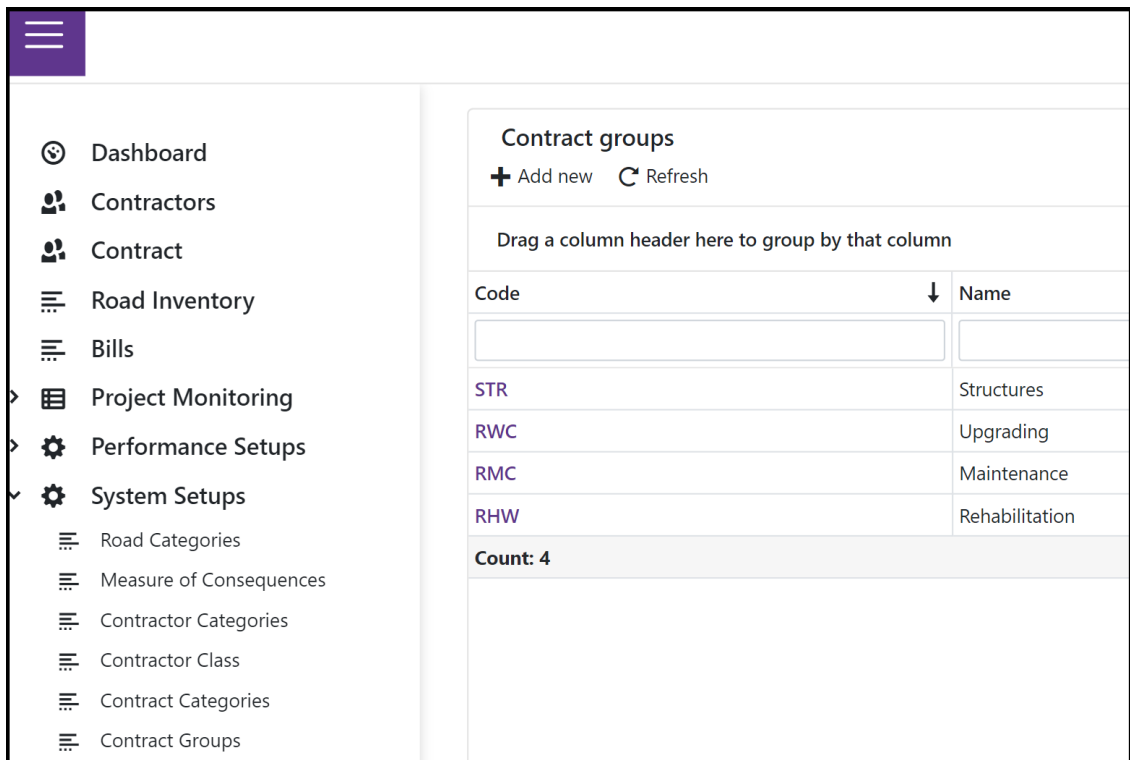 Dashboard
Contractors
Contract
Road Inventory
Bills
Project Monitoring
Performance Setups
System Setups
Road Categories
Measure of Consequences
Contractor Categories
Contractor Class
Contract Categories
Contract Groups
Contract groups
Add new Refresh
Drag a column header here to group by that column
Code Name
STR Structures
RWC Upgrading
RMC Maintenance
RHW Rehabilitation
Count: 4